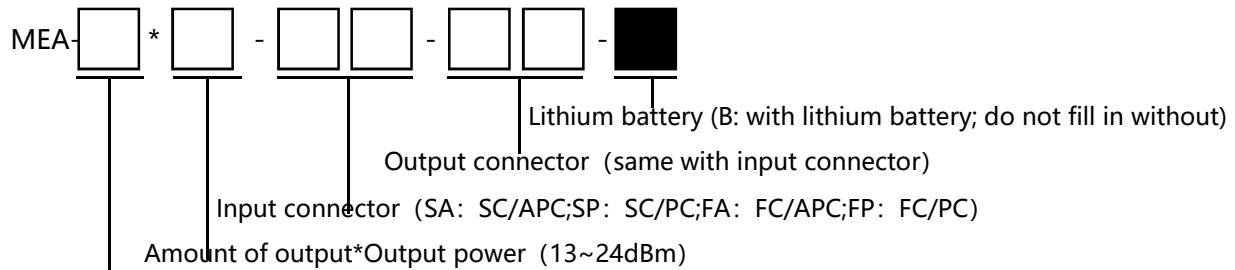 MEA- * - - -
Lithium battery (B: with lithium battery; do not fill in without)
Output connector（same with input connector）
Input connector（SA：SC/APC;SP：SC/PC;FA：FC/APC;FP：FC/PC）
Amount of output*Output power（13~24dBm）